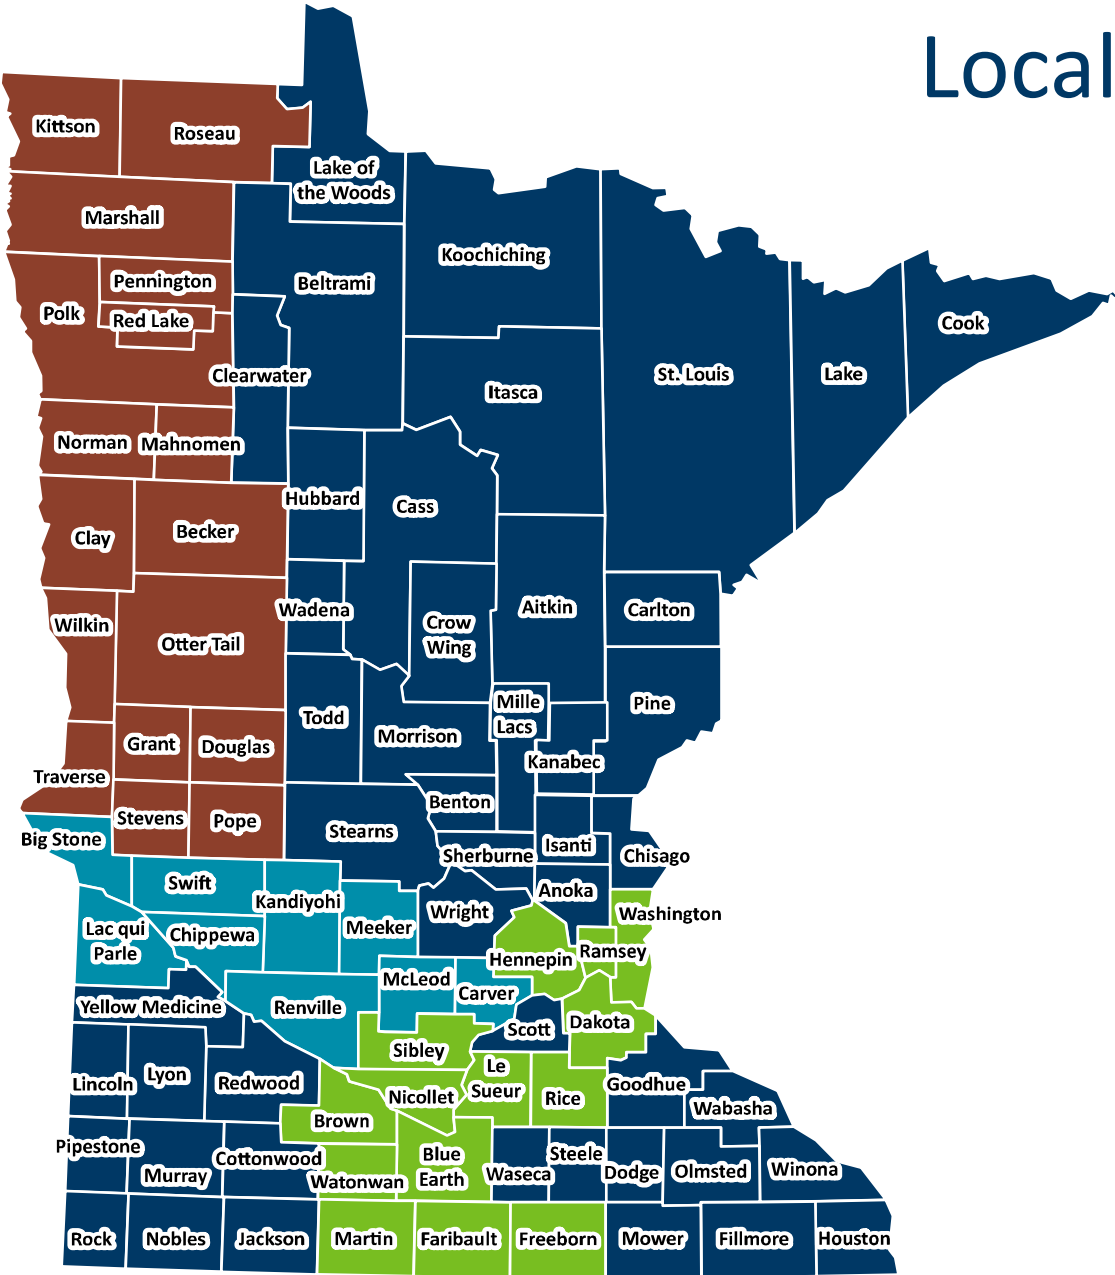 Local
Kittson
Roseau
Lake of
the Woods
Marshall
Koochiching
Pennington
Beltrami
Polk
Red Lake
Cook
Clearwater
St. Louis
Lake
Itasca
Norman
Mahnomen
Hubbard
Cass
Clay
Becker
Wadena
Aitkin
Carlton
Wilkin
Crow
Wing
Otter Tail
Mille
Lacs
Pine
Todd
Morrison
Grant
Douglas
Kanabec
Traverse
Benton
Stevens
Pope
Stearns
Big Stone
Isanti
Sherburne
Chisago
Swift
Kandiyohi
Anoka
Wright
Washington
Lac qui
Parle
Chippewa
Meeker
Hennepin
Ramsey
McLeod
Carver
Yellow Medicine
Renville
Scott
Dakota
Sibley
Le
Sueur
Lincoln
Lyon
Redwood
Goodhue
Nicollet
Rice
Wabasha
Brown
Pipestone
Murray
Cottonwood
Watonwan
Blue
Earth
Waseca
Steele
Dodge
Olmsted
Winona
Rock
Nobles
Jackson
Martin
Faribault
Freeborn
Mower
Fillmore
Houston